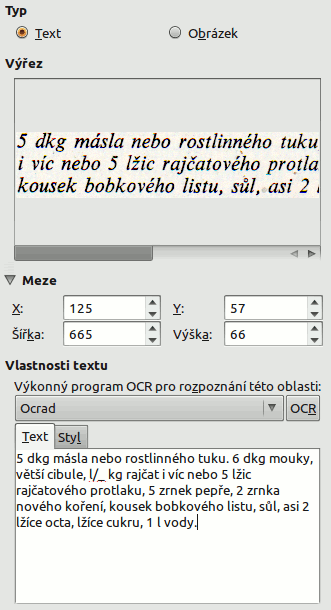 Typ
Text
Obrázek
Výřez
5 dkg másla nebo rostlinného tuku,
i víc nebo 5 lžic rajčatového protla
kousek bobkového listu, sůl, asi 2 l
Meze
X: 125 Y: 57
Šířka: 665 Výška: 66
Vlastnosti textu
Výkonný program OCR pro rozpoznání této oblasti:
Ocrad OCR
Text Styl
5 dkg másla nebo rostlinného tuku. 6 dkg mouky,
větší cibule, l/_ kg rajčat i víc nebo 5 lžic
rajčatového protlaku, 5 zrnek pepře, 2 zrnka
nového koření, kousek bobkového listu, sůl, asi 2
lžíce octa, lžíce cukru, 1 l vody.